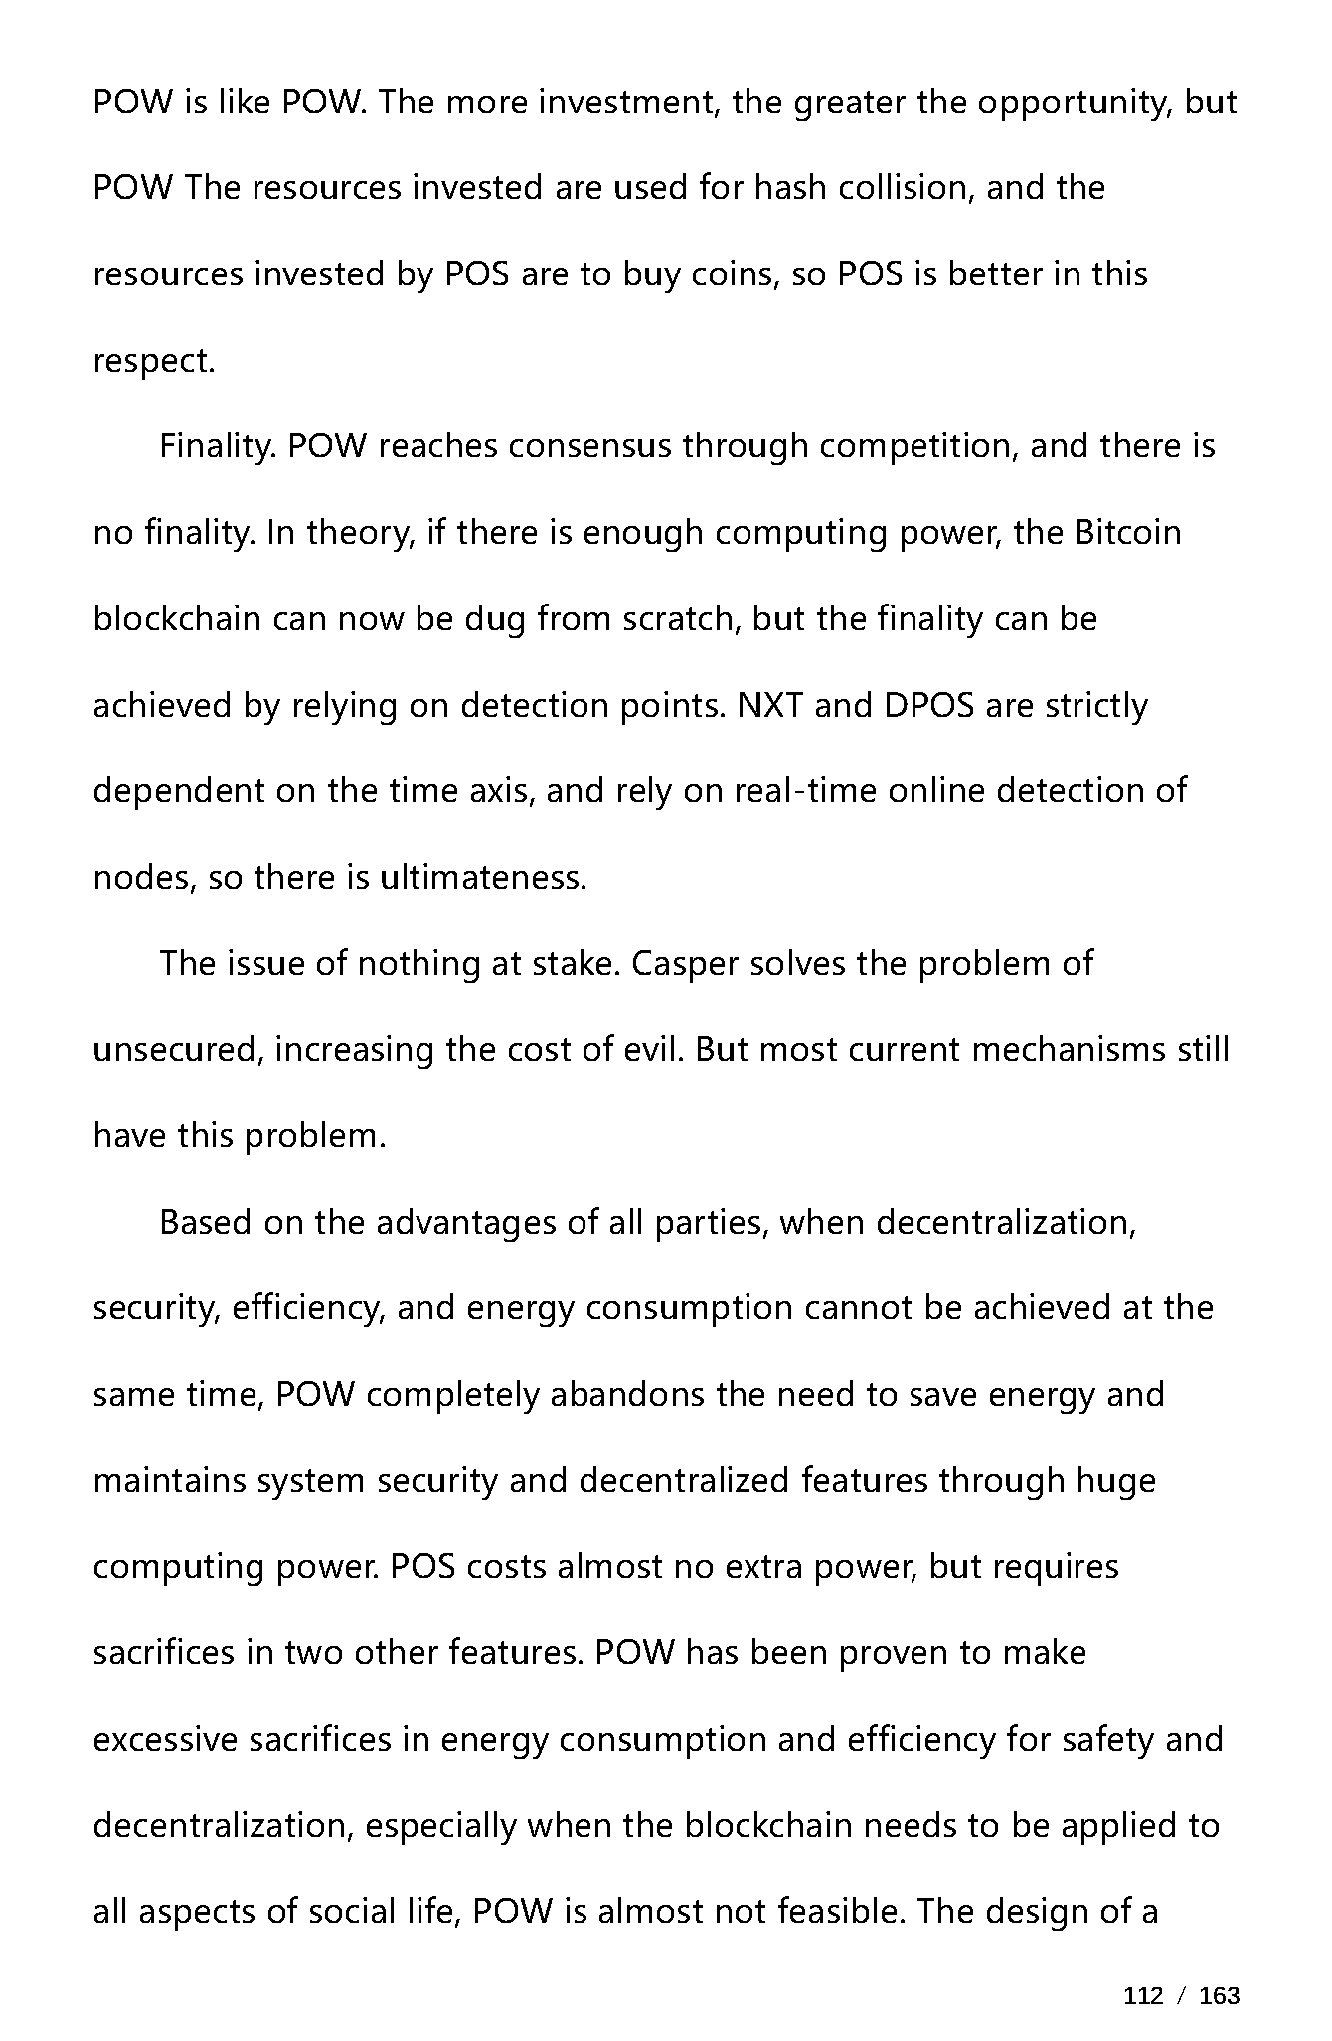 POW is like POW. The more investment, the greater the opportunity, but
POW The resources invested are used for hash collision, and the
resources invested by POS are to buy coins, so POS is better in this
respect.
Finality. POW reaches consensus through competition, and there is
no finality. In theory, if there is enough computing power, the Bitcoin
blockchain can now be dug from scratch, but the finality can be
achieved by relying on detection points. NXT and DPOS are strictly
dependent on the time axis, and rely on real-time online detection of
nodes, so there is ultimateness.
The issue of nothing at stake. Casper solves the problem of
unsecured, increasing the cost of evil. But most current mechanisms still
have this problem.
Based on the advantages of all parties, when decentralization,
security, efficiency, and energy consumption cannot be achieved at the
same time, POW completely abandons the need to save energy and
maintains system security and decentralized features through huge
computing power. POS costs almost no extra power, but requires
sacrifices in two other features. POW has been proven to make
excessive sacrifices in energy consumption and efficiency for safety and
decentralization, especially when the blockchain needs to be applied to
all aspects of social life, POW is almost not feasible. The design of a
112 / 163